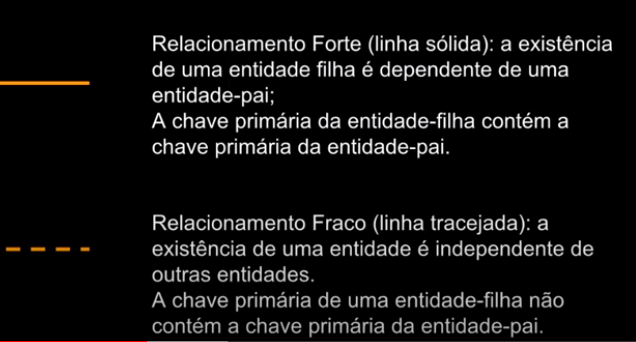 Relacionamento Forte (linha sólida): a existência
de uma entidade filha é dependente de uma
entidade-pai;
A chave primária da entidade-filha contém a
chave primária da entidade-pai.
Relacionamento Fraco (linha tracejada): a
existência de uma entidade é independente de
outras entidades.
A chave primária de uma entidade-filha não
contém a chave primária da entidade-pai.